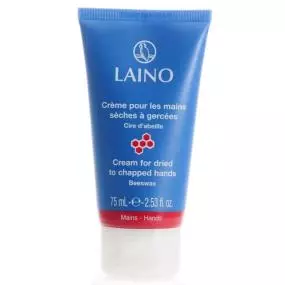 LAINO
Crème pour les mains
sèches à gercées
Cire d'abeille
Cream for dried
to chapped hands
Beeswax
75 mL-℮-2.53 fl.oz.
Mains - Hands